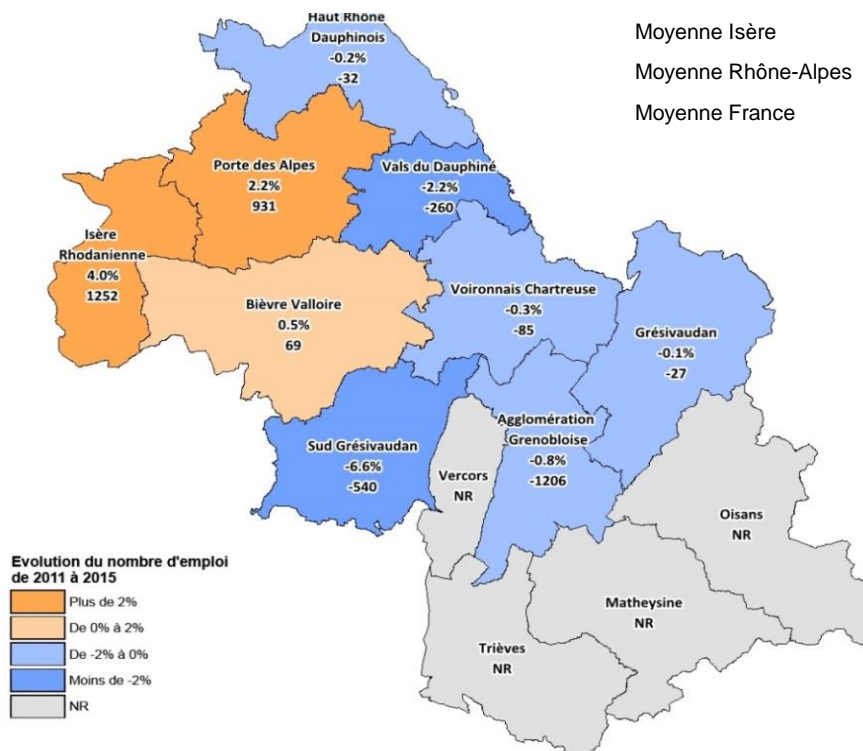 Haut Rhône
Dauphinois
-0.2%
-32
Moyenne Isère
Moyenne Rhône-Alpes
Moyenne France
Porte des Alpes
2.2%
931
Vals du Dauphiné
-2.2%
-260
Isère
Rhodanienne
4.0%
1252
Bièvre Valloire
0.5%
69
Voironnais Chartreuse
-0.3%
-85
Grésivaudan
-0.1%
-27
Sud Grésivaudan
-6.6%
-540
Vercors
NR
Agglomération
Grenobloise
-0.8%
-1206
Oisans
NR
Matheysine
NR
Trièves
NR
Evolution du nombre d'emploi
de 2011 à 2015
Plus de 2%
De 0% à 2%
De -2% à 0%
Moins de -2%
NR